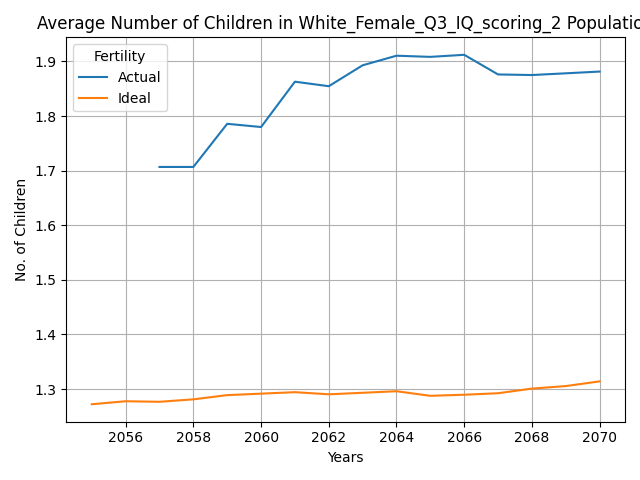 Average Number of Children in White_Female_Q3_IQ_scoring_2 Populatio
Fertility
Actual
Ideal
1.9
1.8
1.7
1.6
1.5
1.4
1.3
No. of Children
2056 2058 2060 2062 2064 2066 2068 2070
Years